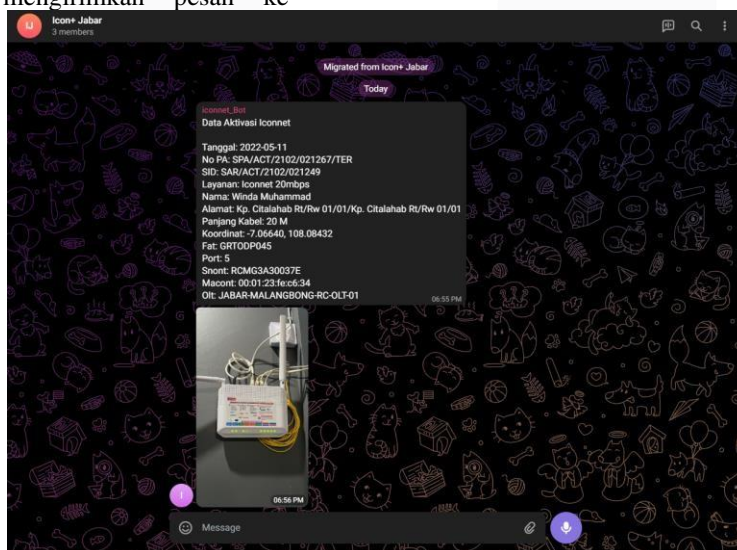 mengirimkan pesan ke
IJ
Icon+ Jabar
3 members
Migrated from Icon+ Jabar
Today
iconnet_Bot
Data Aktivasi Iconnet
Tanggal: 2022-05-11
No PA: SPA/ACT/2102/021267/TER
SID: SAR/ACT/2102/021249
Layanan: Iconnet 20mbps
Nama: Winda Muhammad
Alamat: Kp. Citalahab Rt/Rw 01/01/Kp. Citalahab Rt/Rw 01/01
Panjang Kabel: 20 M
Koordinat: -7.06640, 108.08432
Fat: GRTODP045
Port: 5
Snont: RCMG3A30037E
Macont: 00:01:23:fe:c6:34
Olt: JABAR-MALANGBONG-RC-OLT-01
06:55 PM
06:56 PM
I
Message